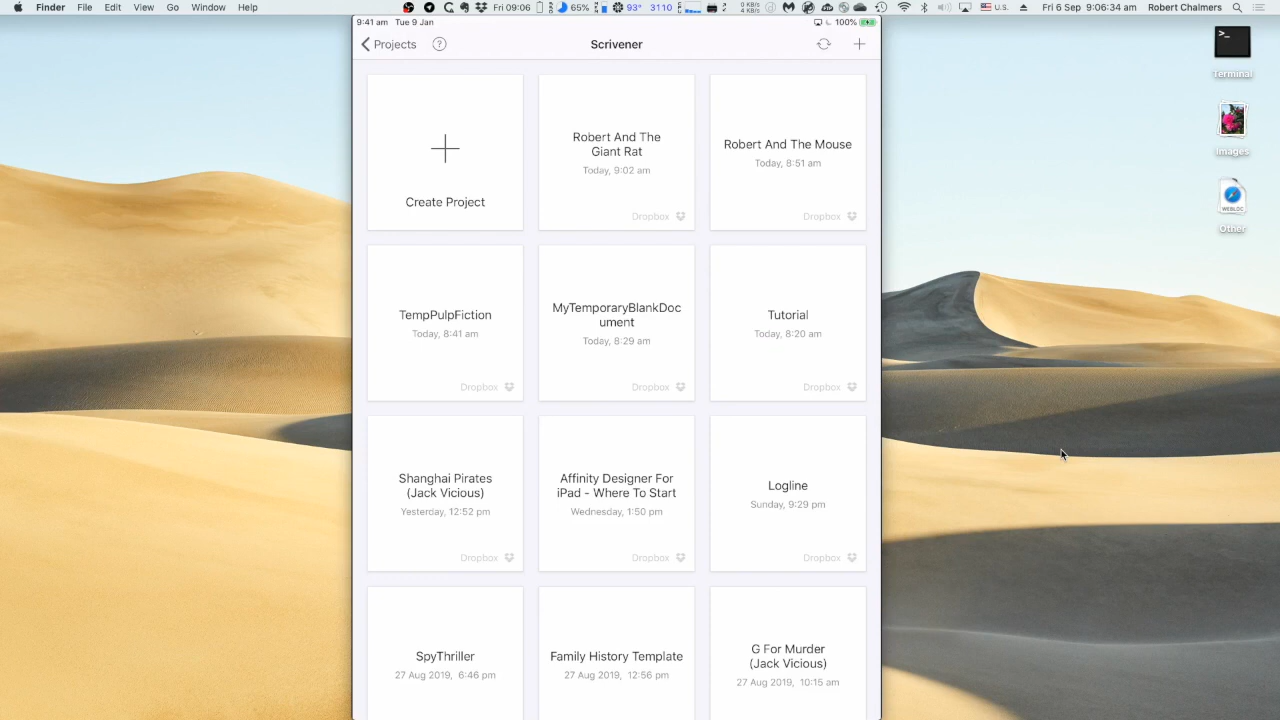 Finder File Edit View Go Window Help
Fri 09:06 65% 93° 3110 4 KB/s 4 KB/s U.S. Fri 6 Sep 9:06:34 am Robert Chalmers
9:41 am Tue 9 Jan 100%
Projects ? Scrivener
Create Project
Robert And The
Giant Rat
Today, 9:02 am
Dropbox
Robert And The Mouse
Today, 8:51 am
Dropbox
TempPulpFiction
Today, 8:41 am
Dropbox
MyTemporaryBlankDoc
ument
Today, 8:29 am
Dropbox
Tutorial
Today, 8:20 am
Dropbox
Shanghai Pirates
(Jack Vicious)
Yesterday, 12:52 pm
Dropbox
Affinity Designer For
iPad - Where To Start
Wednesday, 1:50 pm
Dropbox
Logline
Sunday, 9:29 pm
Dropbox
SpyThriller
27 Aug 2019, 6:46 pm
Family History Template
27 Aug 2019, 12:56 pm
G For Murder
(Jack Vicious)
27 Aug 2019, 10:15 am
Terminal
Images
WEBLOC
Other